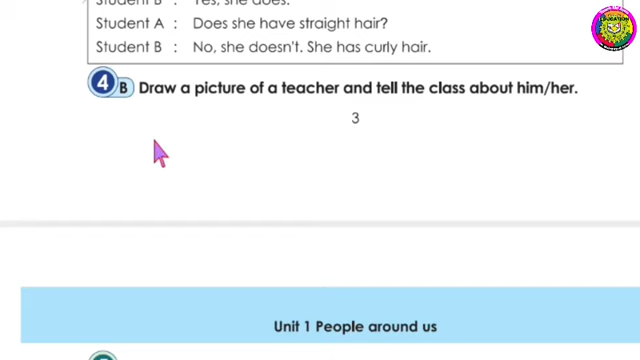 Student B : Yes, she does.
Student A : Does she have straight hair?
Student B : No, she doesn't. She has curly hair.
4 B Draw a picture of a teacher and tell the class about him/her.
3
Unit 1 People around us
EDUCATION